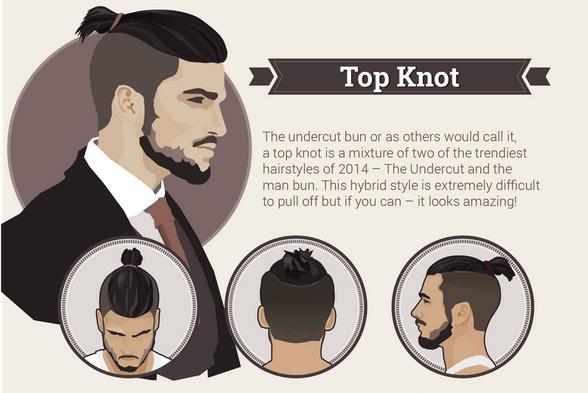 Top Knot
The undercut bun or as others would call it,
a top knot is a mixture of two of the trendiest
hairstyles of 2014 – The Undercut and the
man bun. This hybrid style is extremely difficult
to pull off but if you can – it looks amazing!